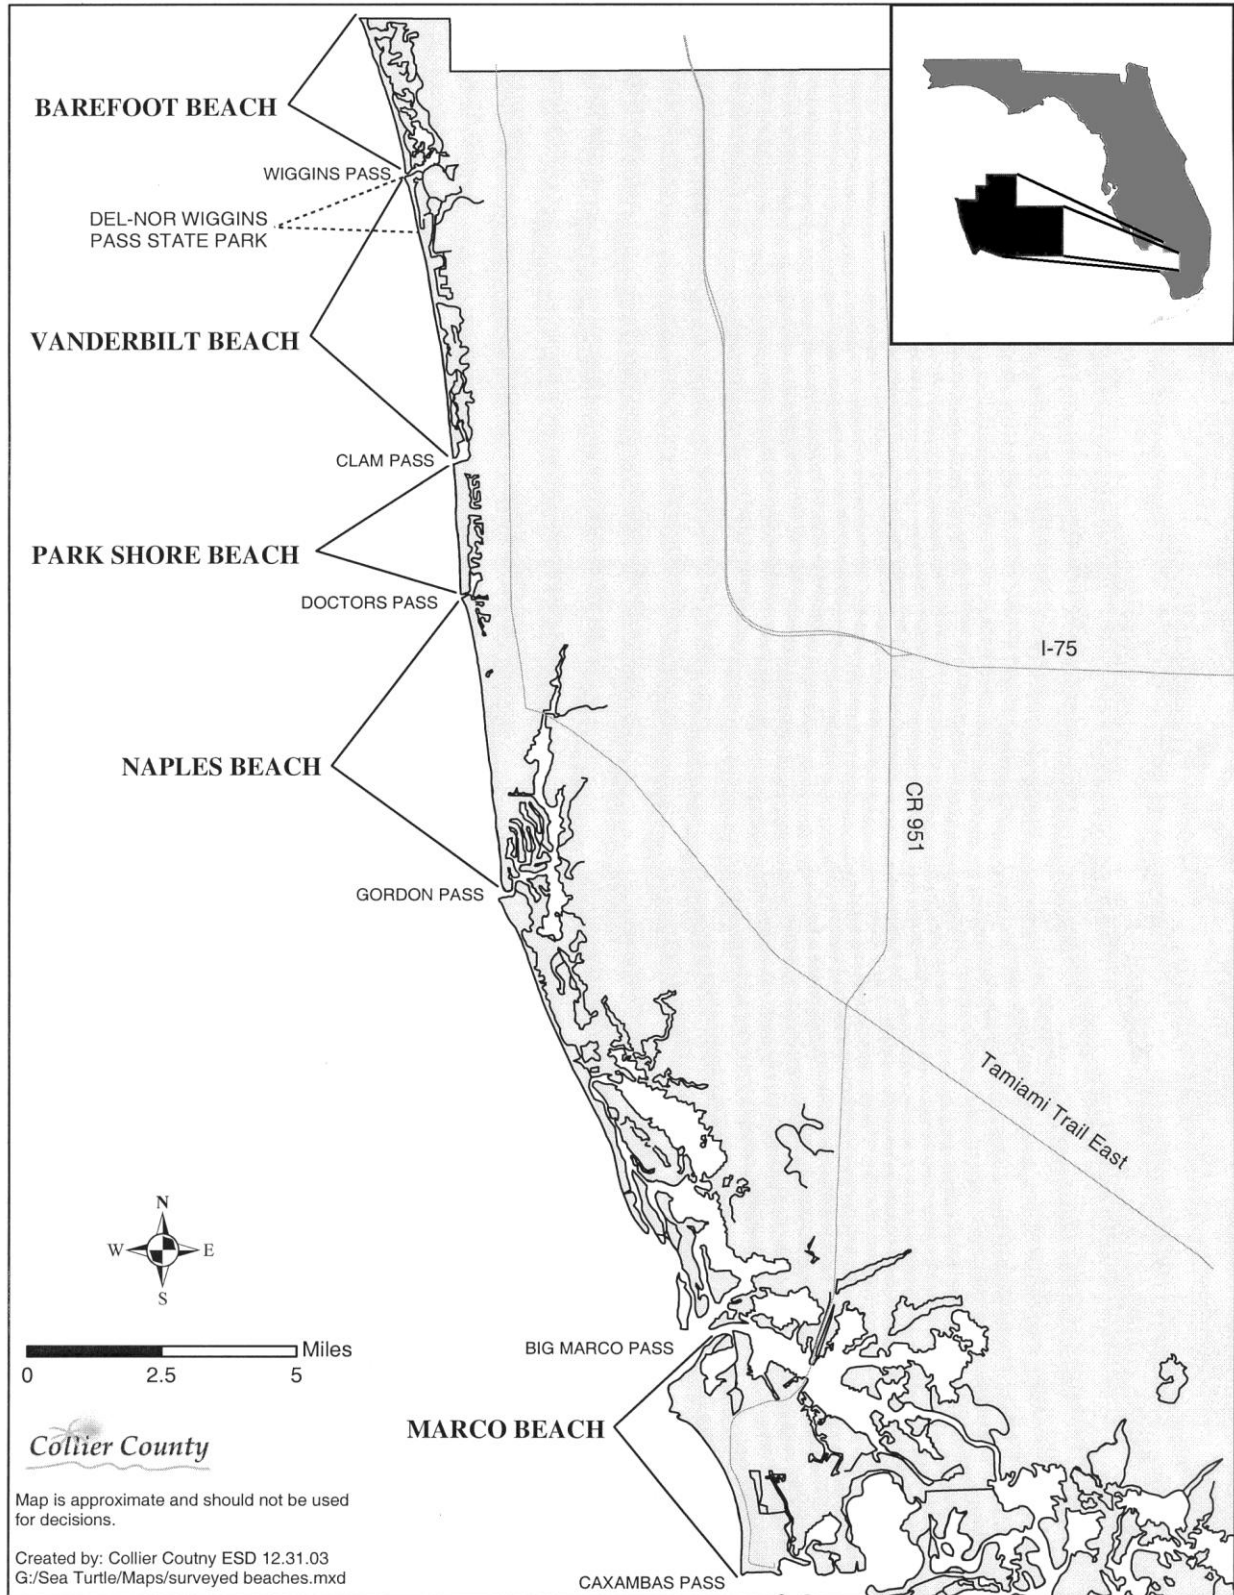 BAREFOOT BEACH
WIGGINS PASS
DEL-NOR WIGGINS
PASS STATE PARK
VANDERBILT BEACH
CLAM PASS
PARK SHORE BEACH
DOCTORS PASS
I-75
NAPLES BEACH
CR 951
GORDON PASS
Tamiami Trail East
N
W
E
S
BIG MARCO PASS
Miles
0
2.5
5
MARCO BEACH
Collier County
Map is approximate and should not be used
for decisions.
Created by: Collier Coutny ESD 12.31.03
G:/Sea Turtle/Maps/surveyed beaches.mxd
CAXAMBAS PASS